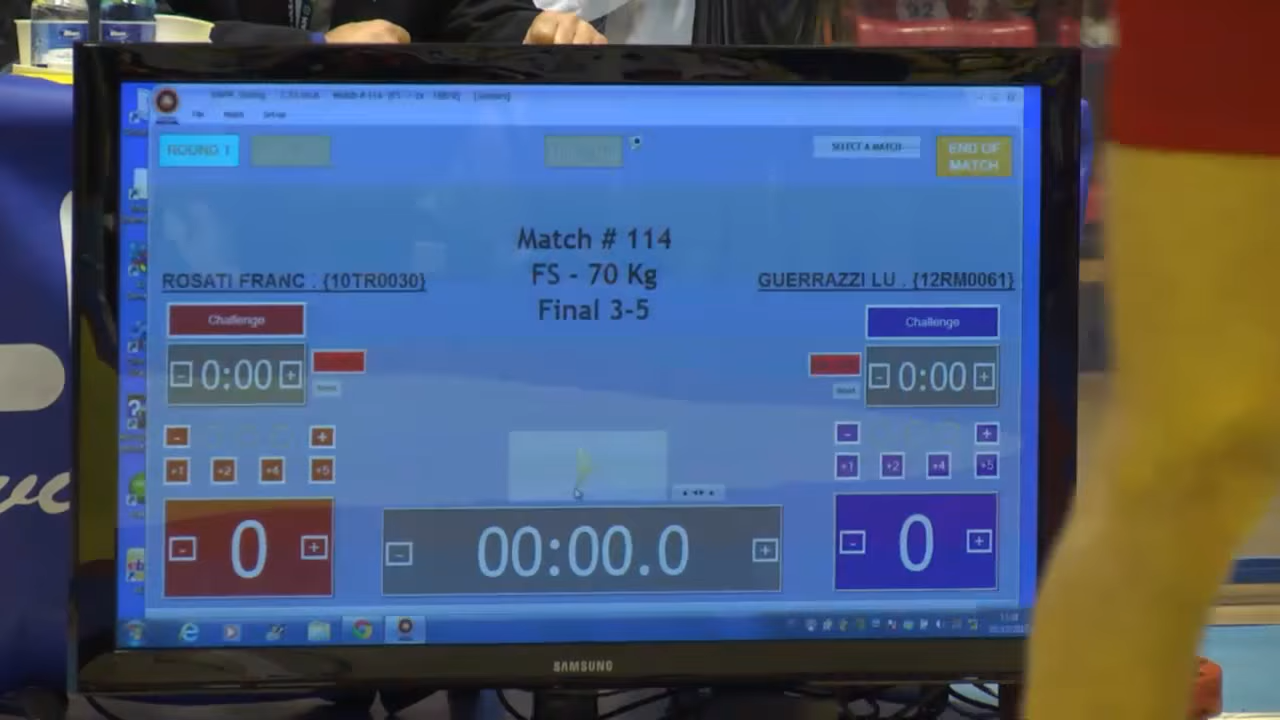 ROUND 1
SELECT A MATCH
END OF
MATCH
Match # 114
FS - 70 Kg
Final 3-5
ROSATI FRANC . {10TR0030}
GUERRAZZI LU . {12RM0061}
Challenge
Challenge
- 0:00 +
- 0:00 +
- +
- +
+1 +2 +4 +5
+1 +2 +4 +5
- 0 +
- 00:00.0 +
- 0 +
SAMSUNG